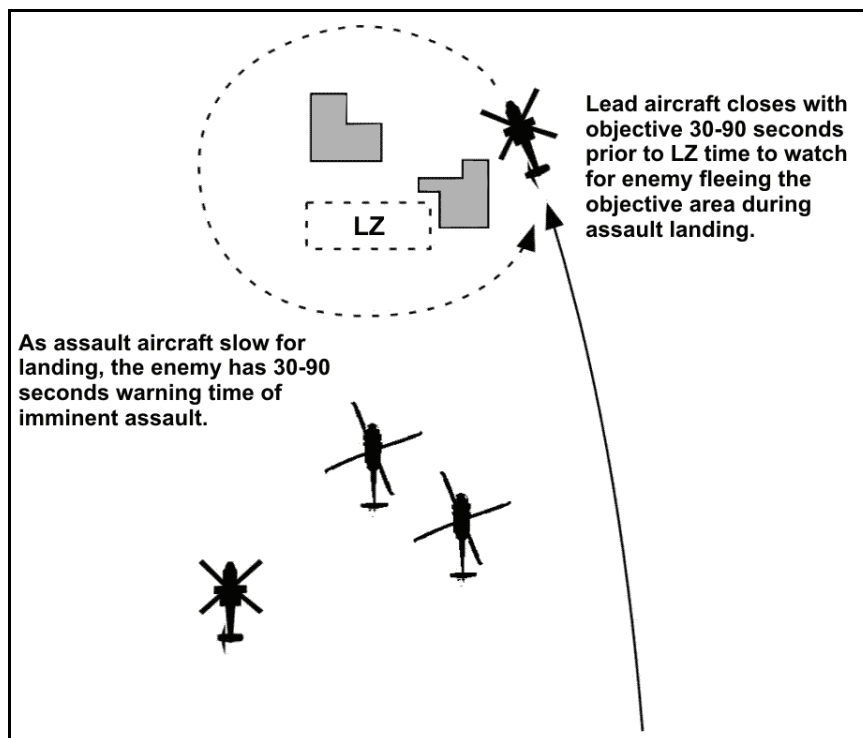 Lead aircraft closes with
objective 30-90 seconds
prior to LZ time to watch
for enemy fleeing the
objective area during
assault landing.
LZ
As assault aircraft slow for
landing, the enemy has 30-90
seconds warning time of
imminent assault.